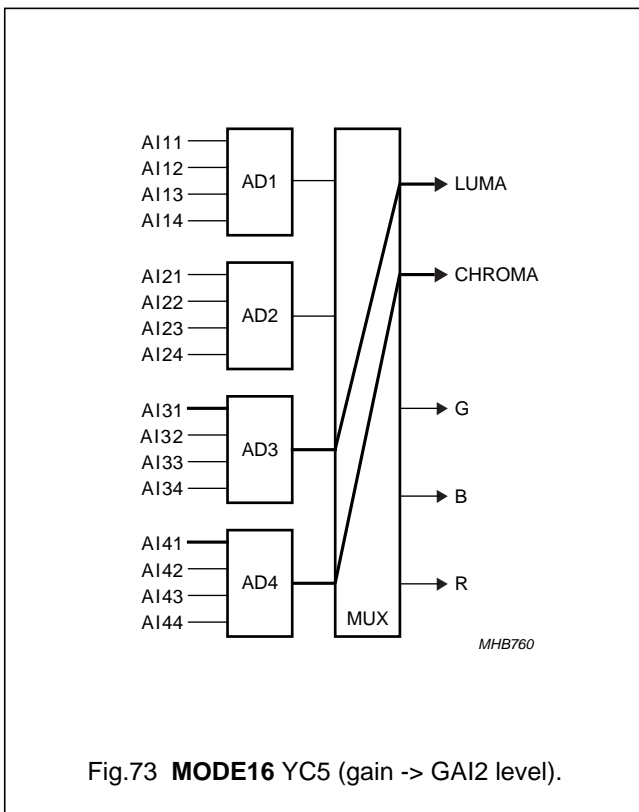 AI11
AI12
AI13
AI14
AD1
AI21
AI22
AI23
AI24
AD2
AI31
AI32
AI33
AI34
AD3
AI41
AI42
AI43
AI44
AD4
MUX
LUMA
CHROMA
G
B
R
MHB760
Fig.73 MODE16 YC5 (gain -> GAI2 level).